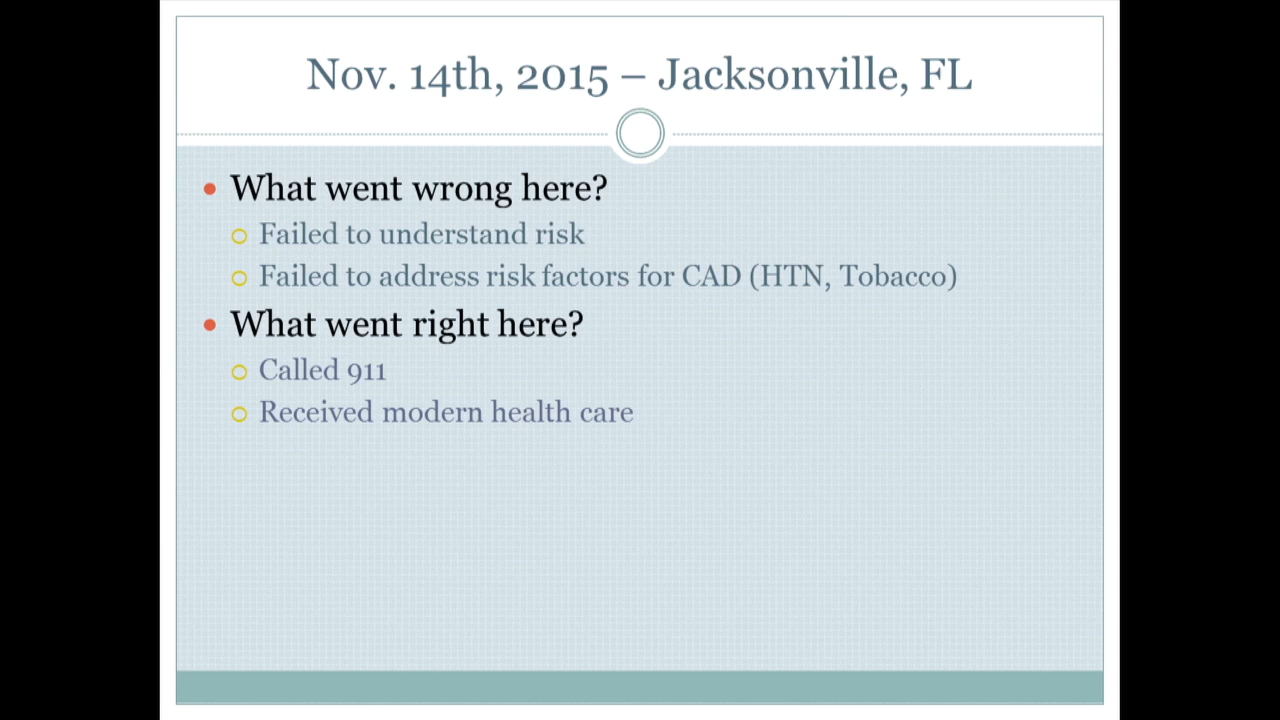 Nov. 14th, 2015 – Jacksonville, FL
What went wrong here?
Failed to understand risk
Failed to address risk factors for CAD (HTN, Tobacco)
What went right here?
Called 911
Received modern health care